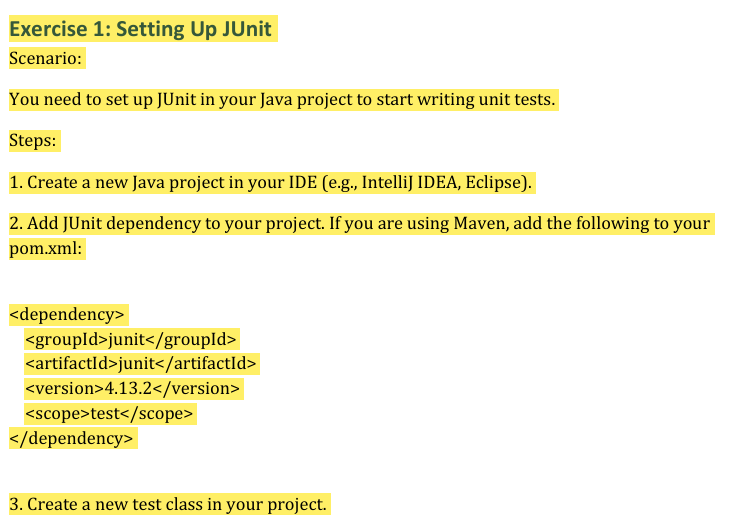 Exercise 1: Setting Up JUnit
Scenario:
You need to set up JUnit in your Java project to start writing unit tests.
Steps:
1. Create a new Java project in your IDE (e.g., IntelliJ IDEA, Eclipse).
2. Add JUnit dependency to your project. If you are using Maven, add the following to your
pom.xml:
<dependency>
<groupId>junit</groupId>
<artifactId>junit</artifactId>
<version>4.13.2</version>
<scope>test</scope>
</dependency>
3. Create a new test class in your project.